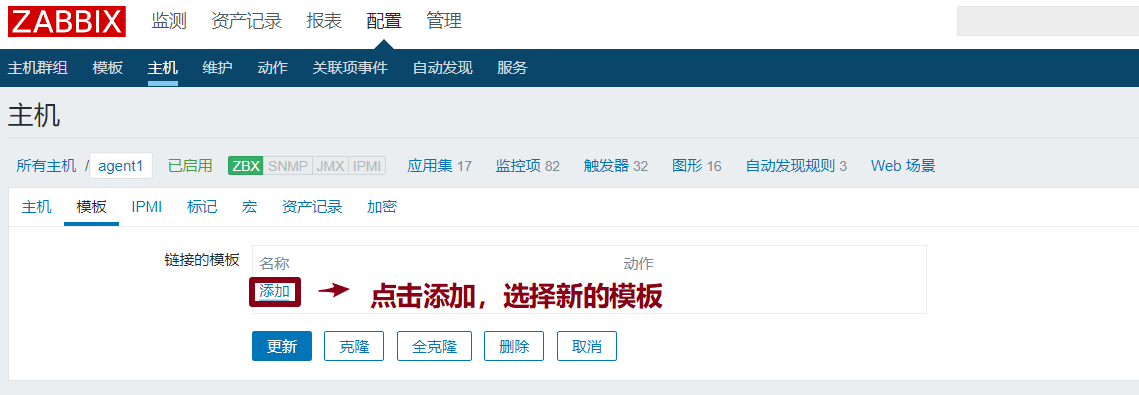 ZABBIX 监测 资产记录 报表 配置 管理
主机群组 模板 主机 维护 动作 关联项事件 自动发现 服务
主机
所有主机 / agent1 已启用 ZBX SNMP JMX IPMI 应用集 17 监控项 82 触发器 32 图形 16 自动发现规则 3 Web 场景
主机 模板 IPMI 标记 宏 资产记录 加密
链接的模板 名称 动作
添加 点击添加，选择新的模板
更新 克隆 全克隆 删除 取消